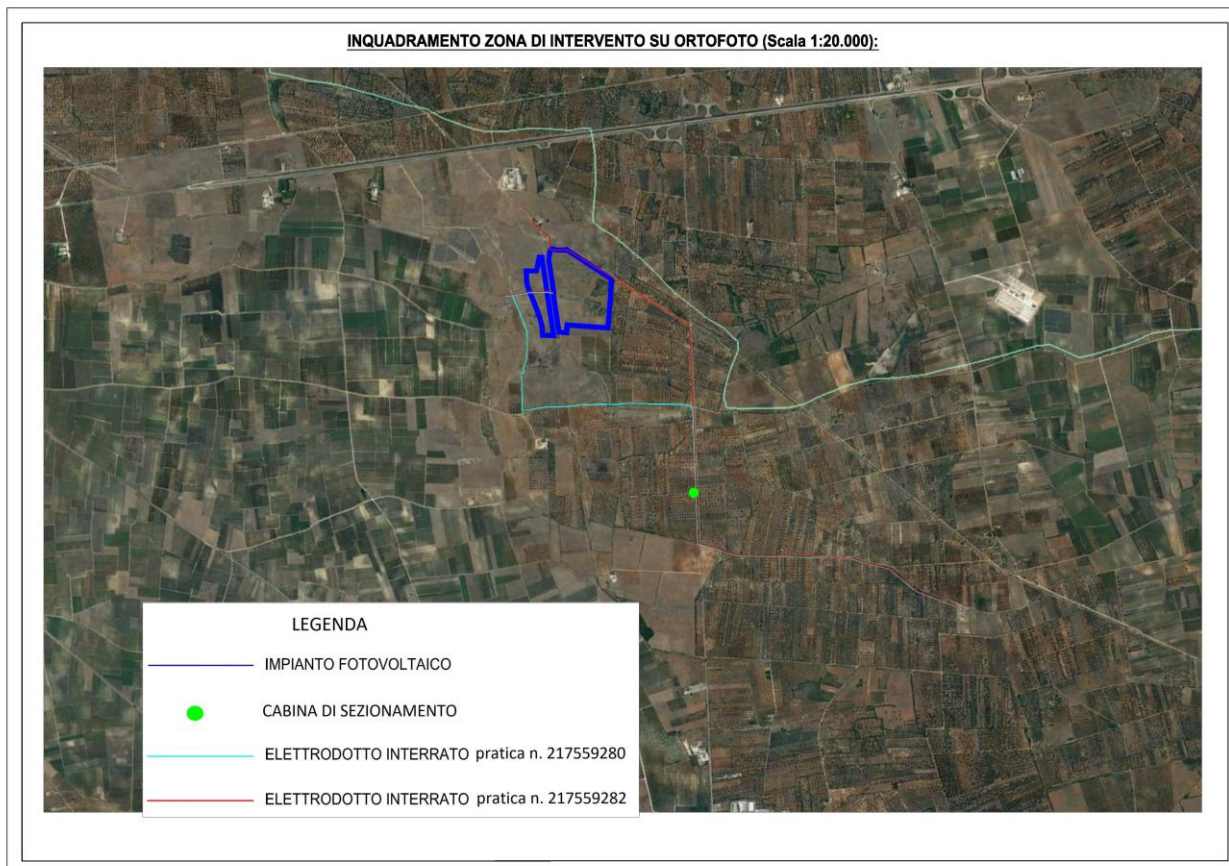 INQUADRAMENTO ZONA DI INTERVENTO SU ORTOFOTO (Scala 1:20.000):
LEGENDA
IMPIANTO FOTOVOLTAICO
CABINA DI SEZIONAMENTO
ELETTRODOTTO INTERRATO pratica n. 217559280
ELETTRODOTTO INTERRATO pratica n. 217559282